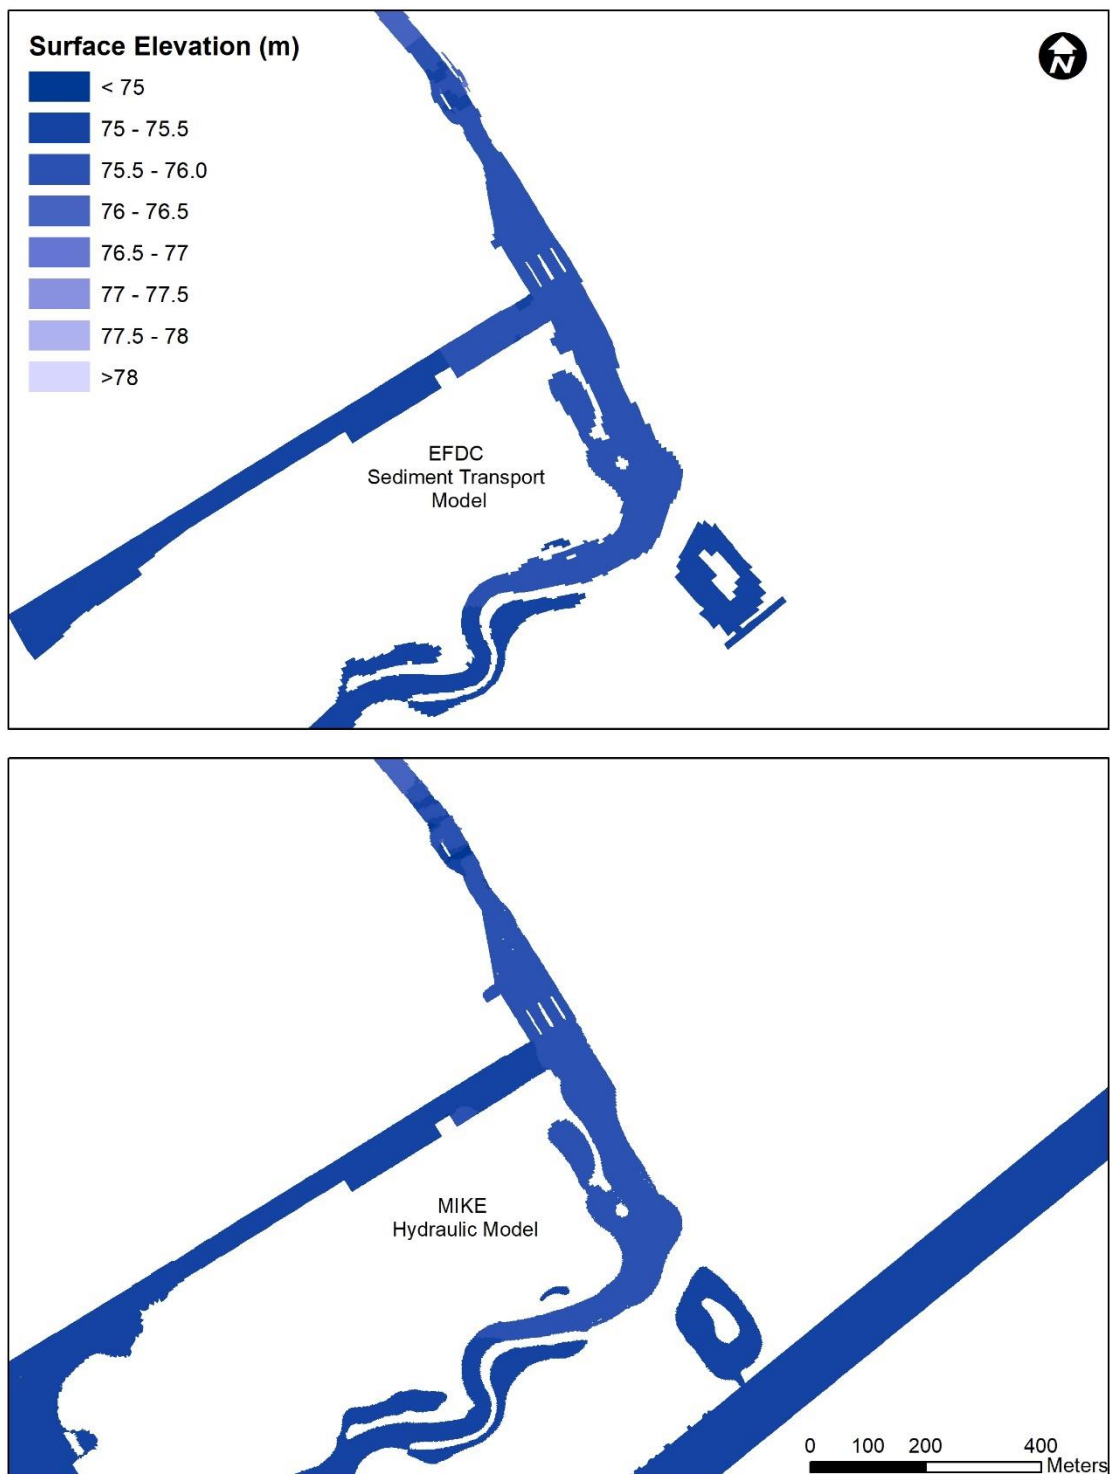 Surface Elevation (m)
< 75
75 - 75.5
75.5 - 76.0
76 - 76.5
76.5 - 77
77 - 77.5
77.5 - 78
>78
N
EFDC
Sediment Transport
Model
MIKE
Hydraulic Model
0 100 200 400
Meters